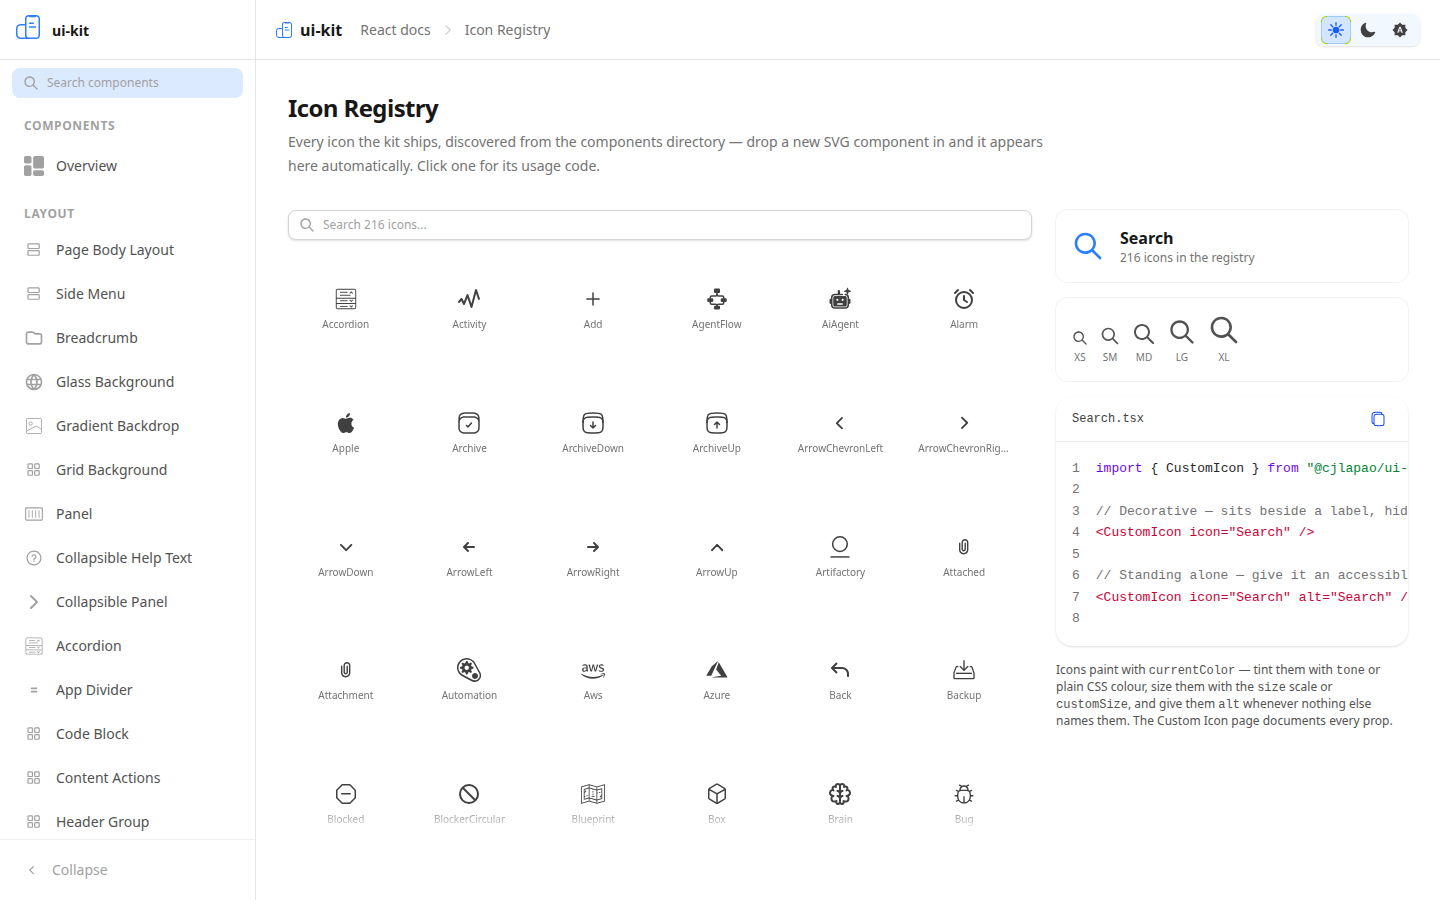 ui-kit
Search components
COMPONENTS
Overview
LAYOUT
Page Body Layout
Side Menu
Breadcrumb
Glass Background
Gradient Backdrop
Grid Background
Panel
Collapsible Help Text
Collapsible Panel
Accordion
App Divider
Code Block
Content Actions
Header Group
Collapse
ui-kit
React docs
Icon Registry
Icon Registry
Every icon the kit ships, discovered from the components directory — drop a new SVG component in and it appears
here automatically. Click one for its usage code.
Search 216 icons...
Accordion
Activity
Add
AgentFlow
AiAgent
Alarm
Apple
Archive
ArchiveDown
ArchiveUp
ArrowChevronLeft
ArrowChevronRig...
ArrowDown
ArrowLeft
ArrowRight
ArrowUp
Artifactory
Attached
Attachment
Automation
aws
Aws
Azure
Back
Backup
Blocked
BlockerCircular
Blueprint
Box
Brain
Bug
Search
216 icons in the registry
XS
SM
MD
LG
XL
Search.tsx
1 import { CustomIcon } from "@cjlapao/ui-
2
3 // Decorative — sits beside a label, hid
4 <CustomIcon icon="Search" />
5
6 // Standing alone — give it an accessibl
7 <CustomIcon icon="Search" alt="Search" /
8
Icons paint with currentColor — tint them with tone or
plain CSS colour, size them with the size scale or
customSize, and give them alt whenever nothing else
names them. The Custom Icon page documents every prop.